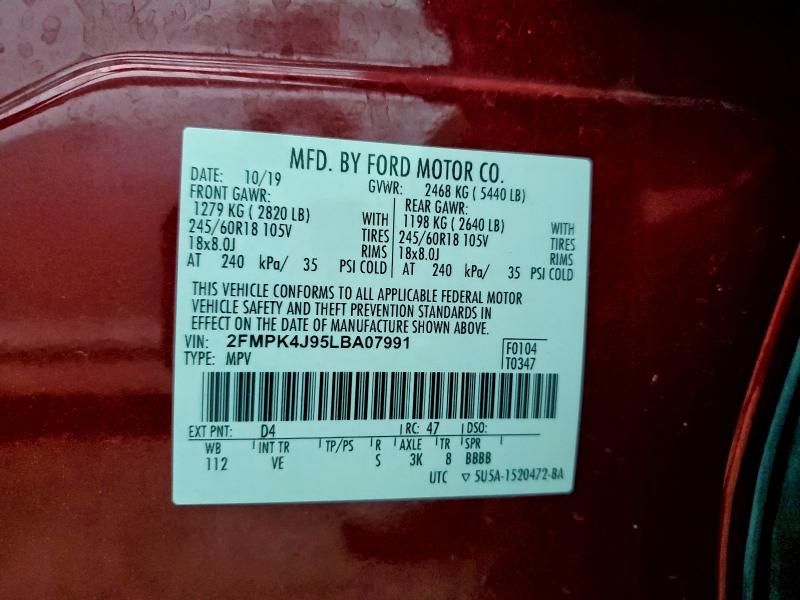 MFD. BY FORD MOTOR CO.
DATE: 10/19 GVWR: 2468 KG (5440 LB)
FRONT GAWR: REAR GAWR:
1279 KG (2820 LB) WITH 1198 KG (2640 LB) WITH
245/60R18 105V TIRES 245/60R18 105V TIRES
18x8.0J RIMS 18x8.0J RIMS
AT 240 kPa/ 35 PSI COLD AT 240 kPa/ 35 PSI COLD
THIS VEHICLE CONFORMS TO ALL APPLICABLE FEDERAL MOTOR
VEHICLE SAFETY AND THEFT PREVENTION STANDARDS IN
EFFECT ON THE DATE OF MANUFACTURE SHOWN ABOVE.
VIN: 2FMPK4J95LBA07991 F0104
TYPE: MPV T0347
EXT PNT: D4 RC: 47 DSO:
WB INT TR TP/PS R AXLE TR SPR
112 VE S 3K 8 BBBB
UTC ▽ 5U5A-1520472-BA